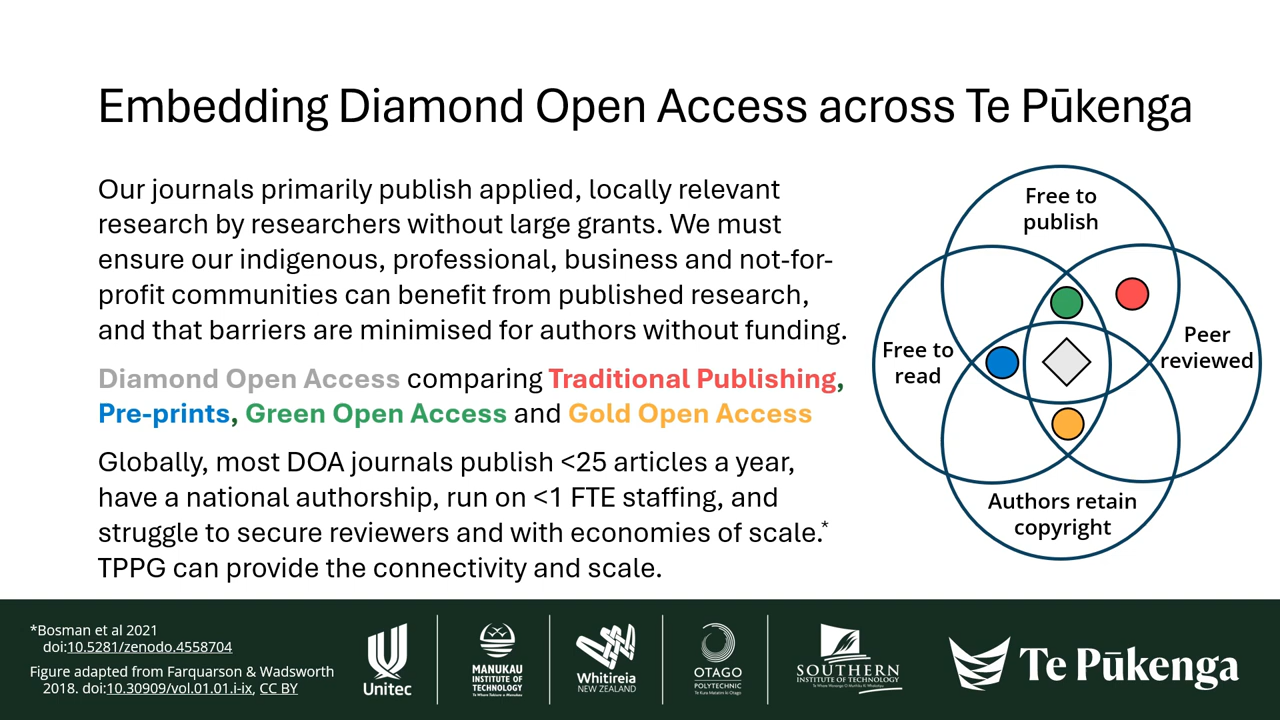 Embedding Diamond Open Access across Te Pūkenga
Our journals primarily publish applied, locally relevant
research by researchers without large grants. We must
ensure our indigenous, professional, business and not-for-
profit communities can benefit from published research,
and that barriers are minimised for authors without funding.
Diamond Open Access comparing Traditional Publishing,
Pre-prints, Green Open Access and Gold Open Access
Globally, most DOA journals publish <25 articles a year,
have a national authorship, run on <1 FTE staffing, and
struggle to secure reviewers and with economies of scale.*
TPPG can provide the connectivity and scale.
Free to
publish
Free to
read
Peer
reviewed
Authors retain
copyright
*Bosman et al 2021
doi:10.5281/zenodo.4558704
Figure adapted from Farquarson & Wadsworth
2018. doi:10.30909/vol.01.01.i-ix, CC BY
Unitec
MANUKAU
INSTITUTE OF
TECHNOLOGY
Whitireia
NEW ZEALAND
OTAGO
POLYTECHNIC
SOUTHERN
INSTITUTE OF TECHNOLOGY
Te Pūkenga